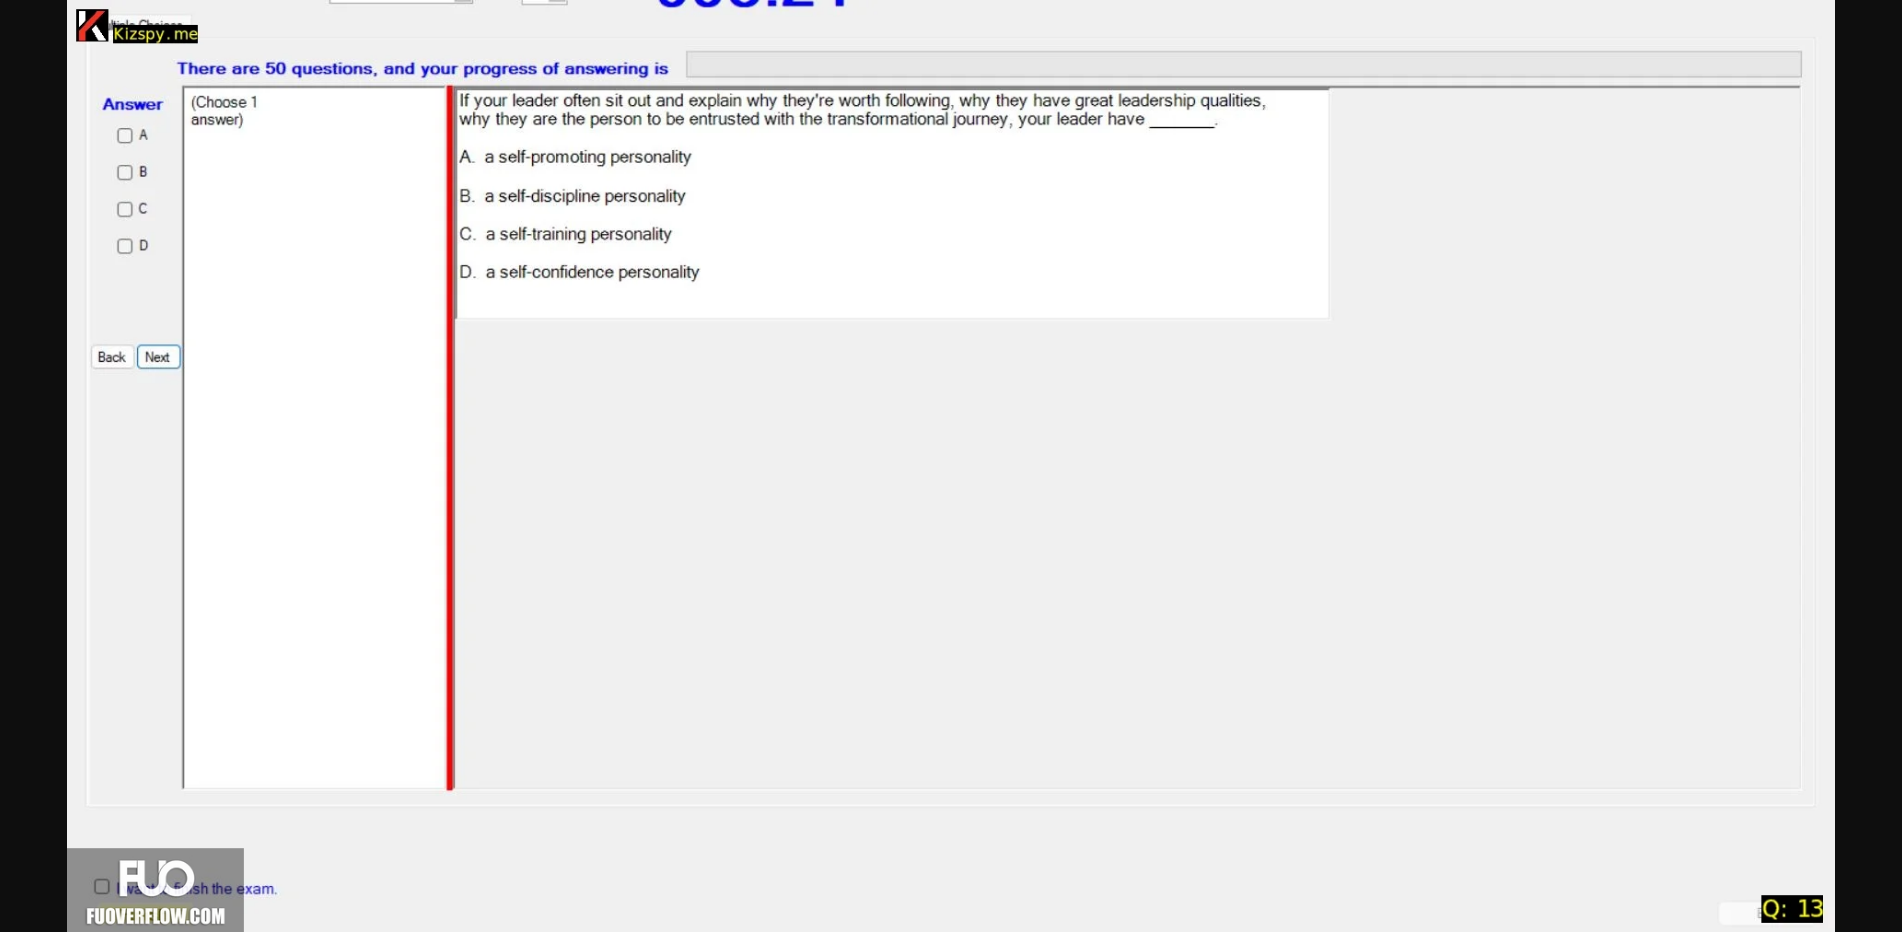 Kizspy.me
There are 50 questions, and your progress of answering is
Answer
A
B
C
D
Back Next
(Choose 1
answer)
If your leader often sit out and explain why they're worth following, why they have great leadership qualities,
why they are the person to be entrusted with the transformational journey, your leader have _______.
A. a self-promoting personality
B. a self-discipline personality
C. a self-training personality
D. a self-confidence personality
FUO
the exam.
FUOVERFLOW.COM
Q: 13